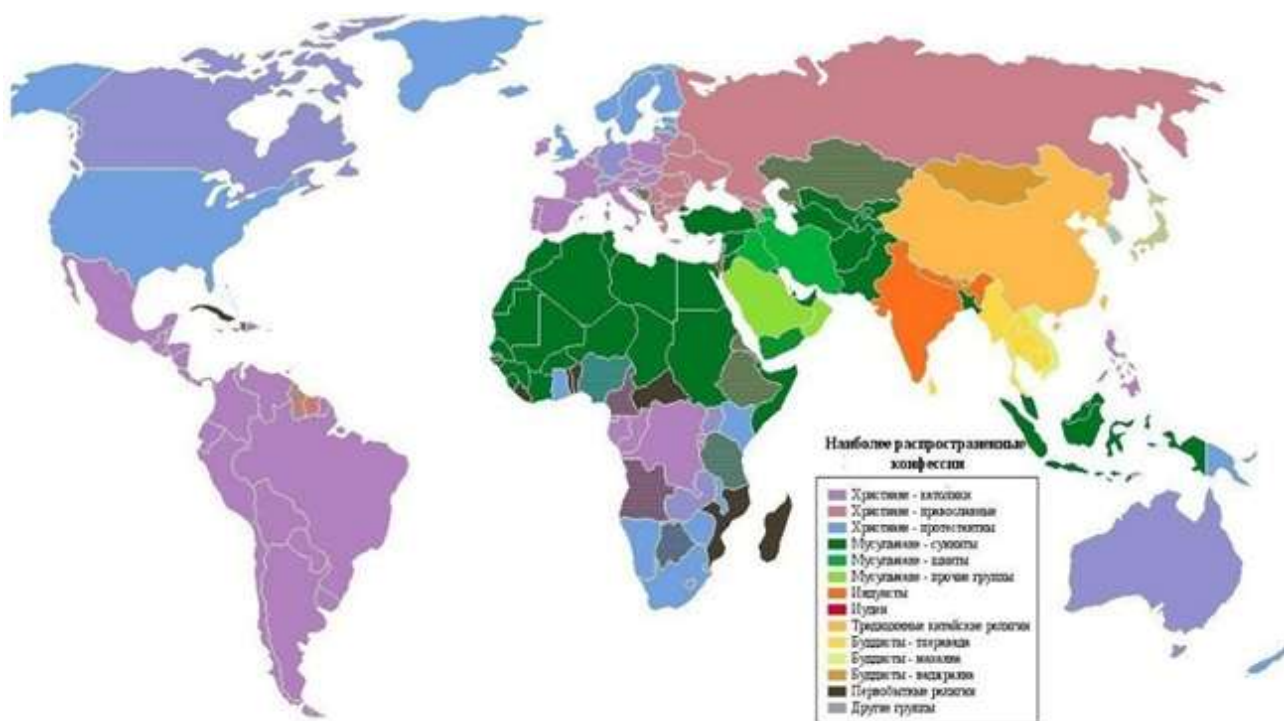 Наиболее распространенные
конфессии
Христиане - католики
Христиане - православные
Христиане - протестанты
Мусульмане - сунниты
Мусульмане - шииты
Мусульмане - прочие группы
Индуисты
Иудеи
Традиционные китайские религии
Буддисты - тхеравада
Буддисты - махаяна
Буддисты - ваджраяна
Первобытные религии
Другие группы